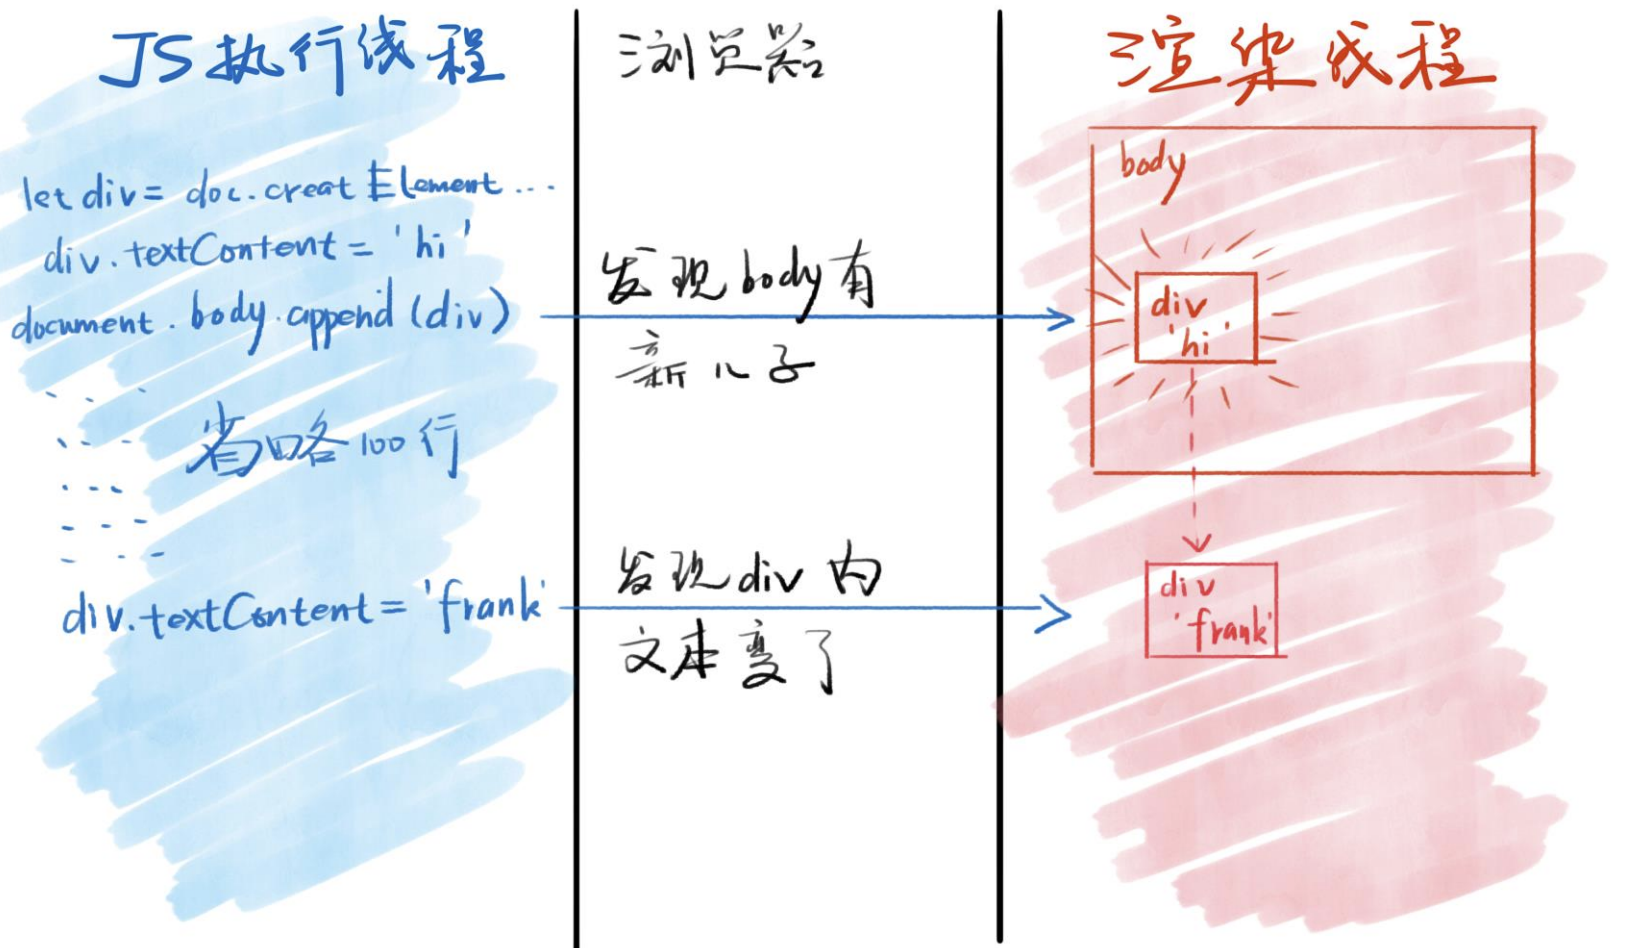 JS执行线程
let div = doc.creat Element ...
div.textContent = 'hi'
document.body.append(div)
省略100行
div.textContent = 'frank'
浏览器
发现body有
新儿子
发现div内
文本变了
渲染线程
body
div
'hi'
div
'frank'